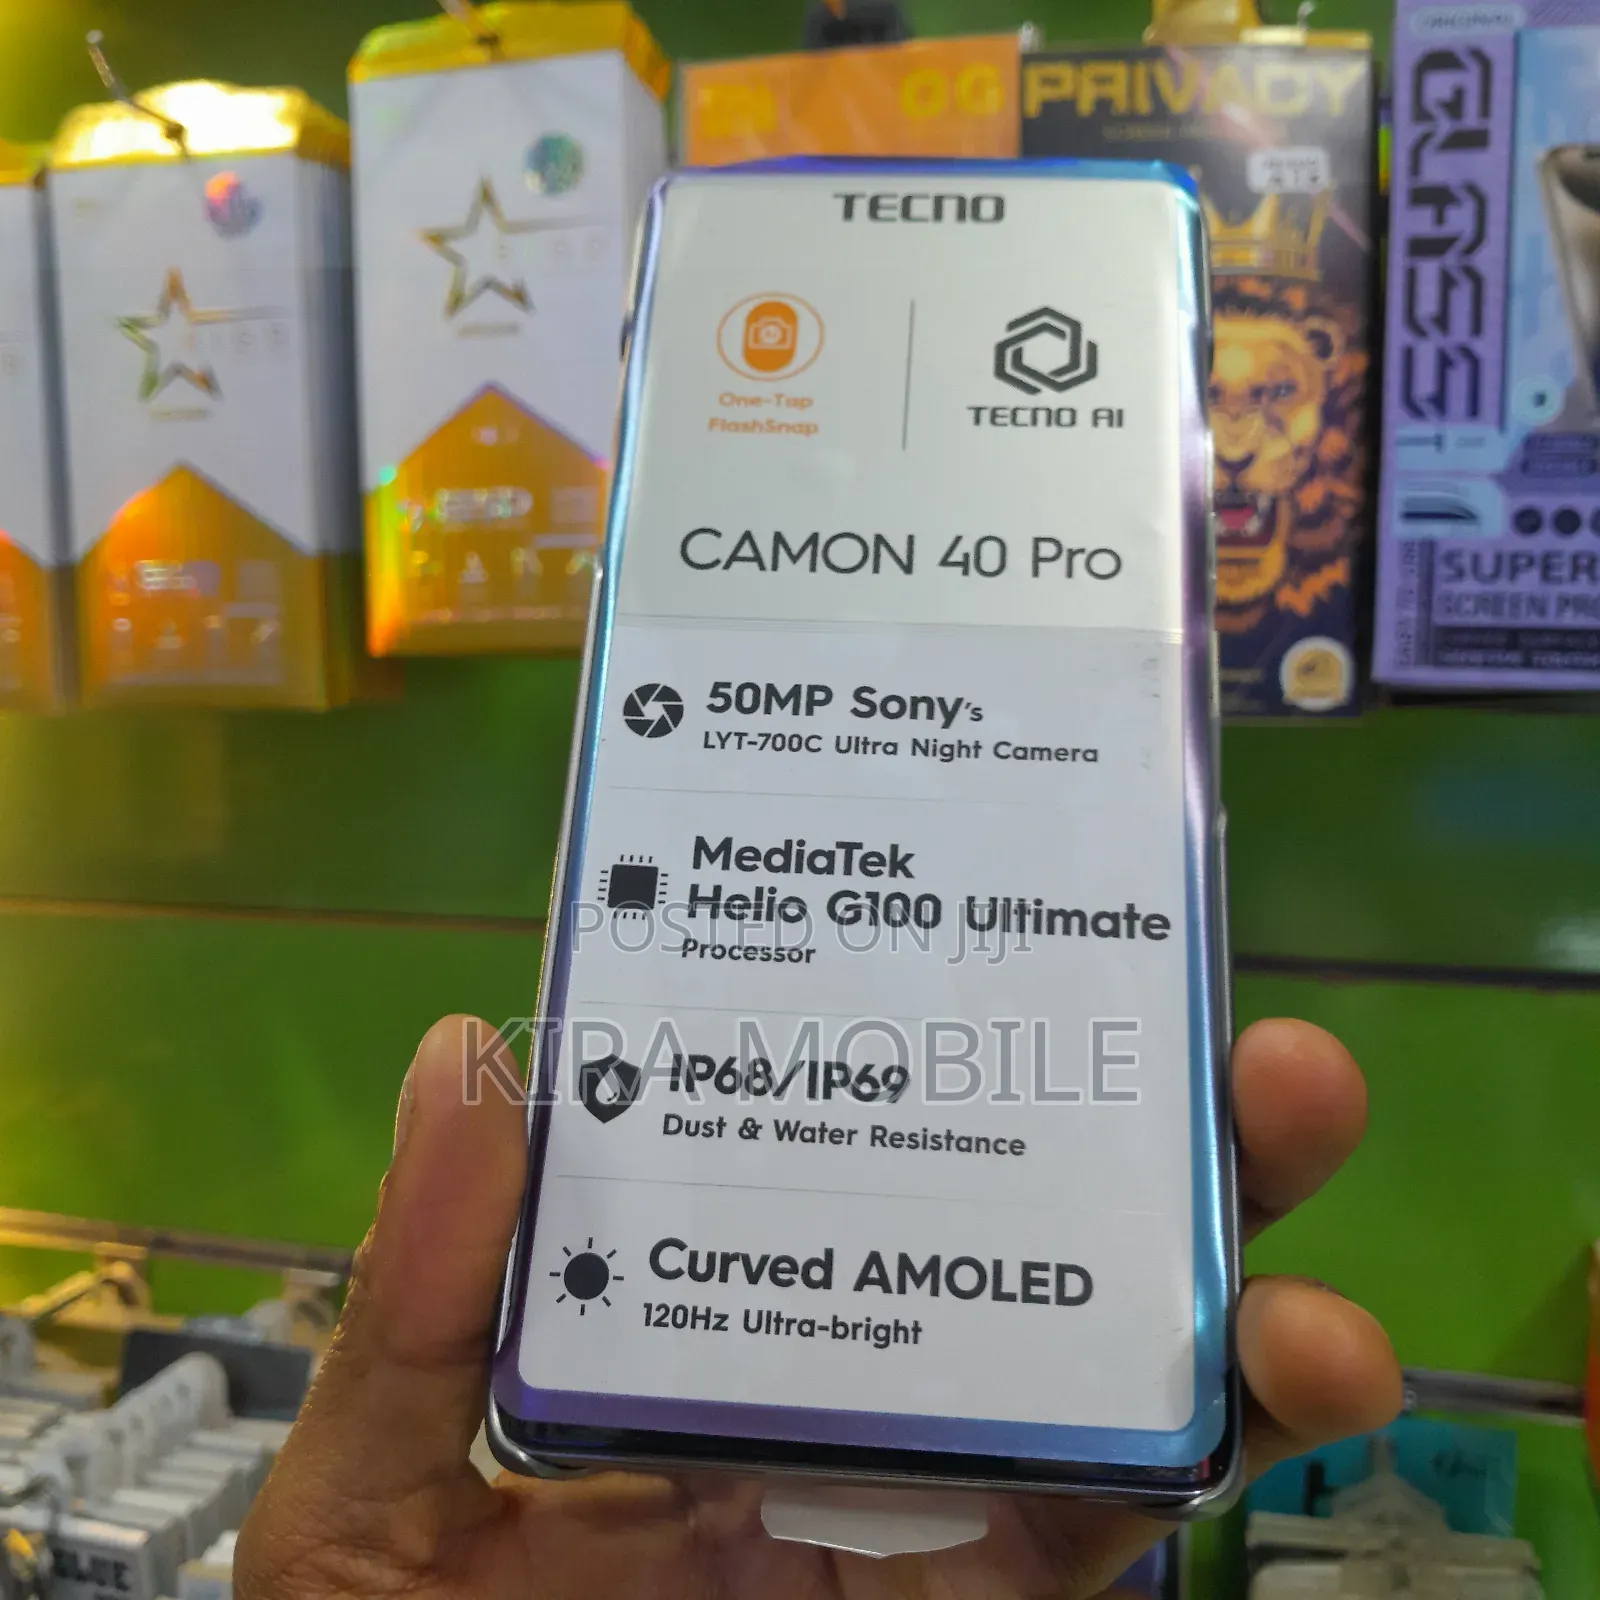 OG
PRIVACY
ORIGINAL
GLASS
SUPER
SCREEN
TECNO
One-Tap
FlashSnap
TECNO AI
CAMON 40 Pro
50MP Sony's
LYT-700C Ultra Night Camera
MediaTek
Helio G100 Ultimate
Processor
POSTED ON JIJI
KIRA MOBILE
IP68/IP69
Dust & Water Resistance
Curved AMOLED
120Hz Ultra-bright